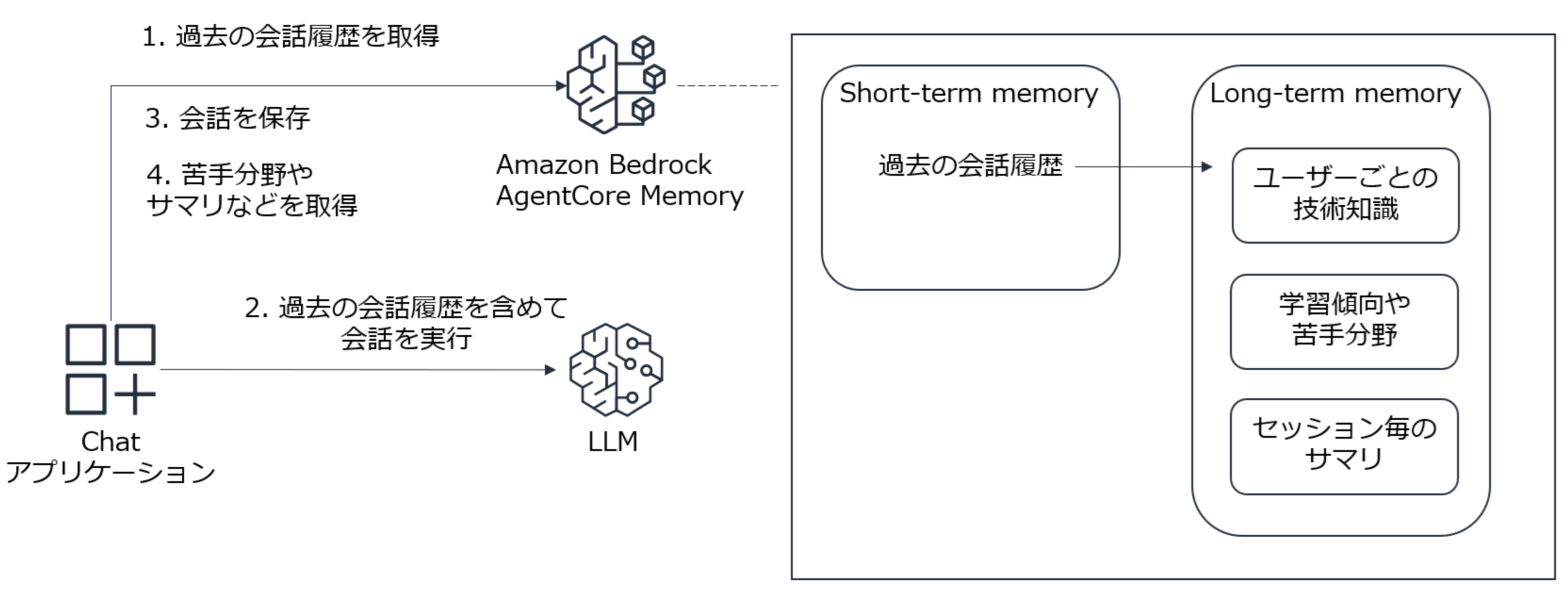 1. 過去の会話履歴を取得
3. 会話を保存
4. 苦手分野や
サマリなどを取得
Amazon Bedrock
AgentCore Memory
2. 過去の会話履歴を含めて
会話を実行
Chat
アプリケーション
LLM
Short-term memory
過去の会話履歴
Long-term memory
ユーザーごとの
技術知識
学習傾向や
苦手分野
セッション毎の
サマリ